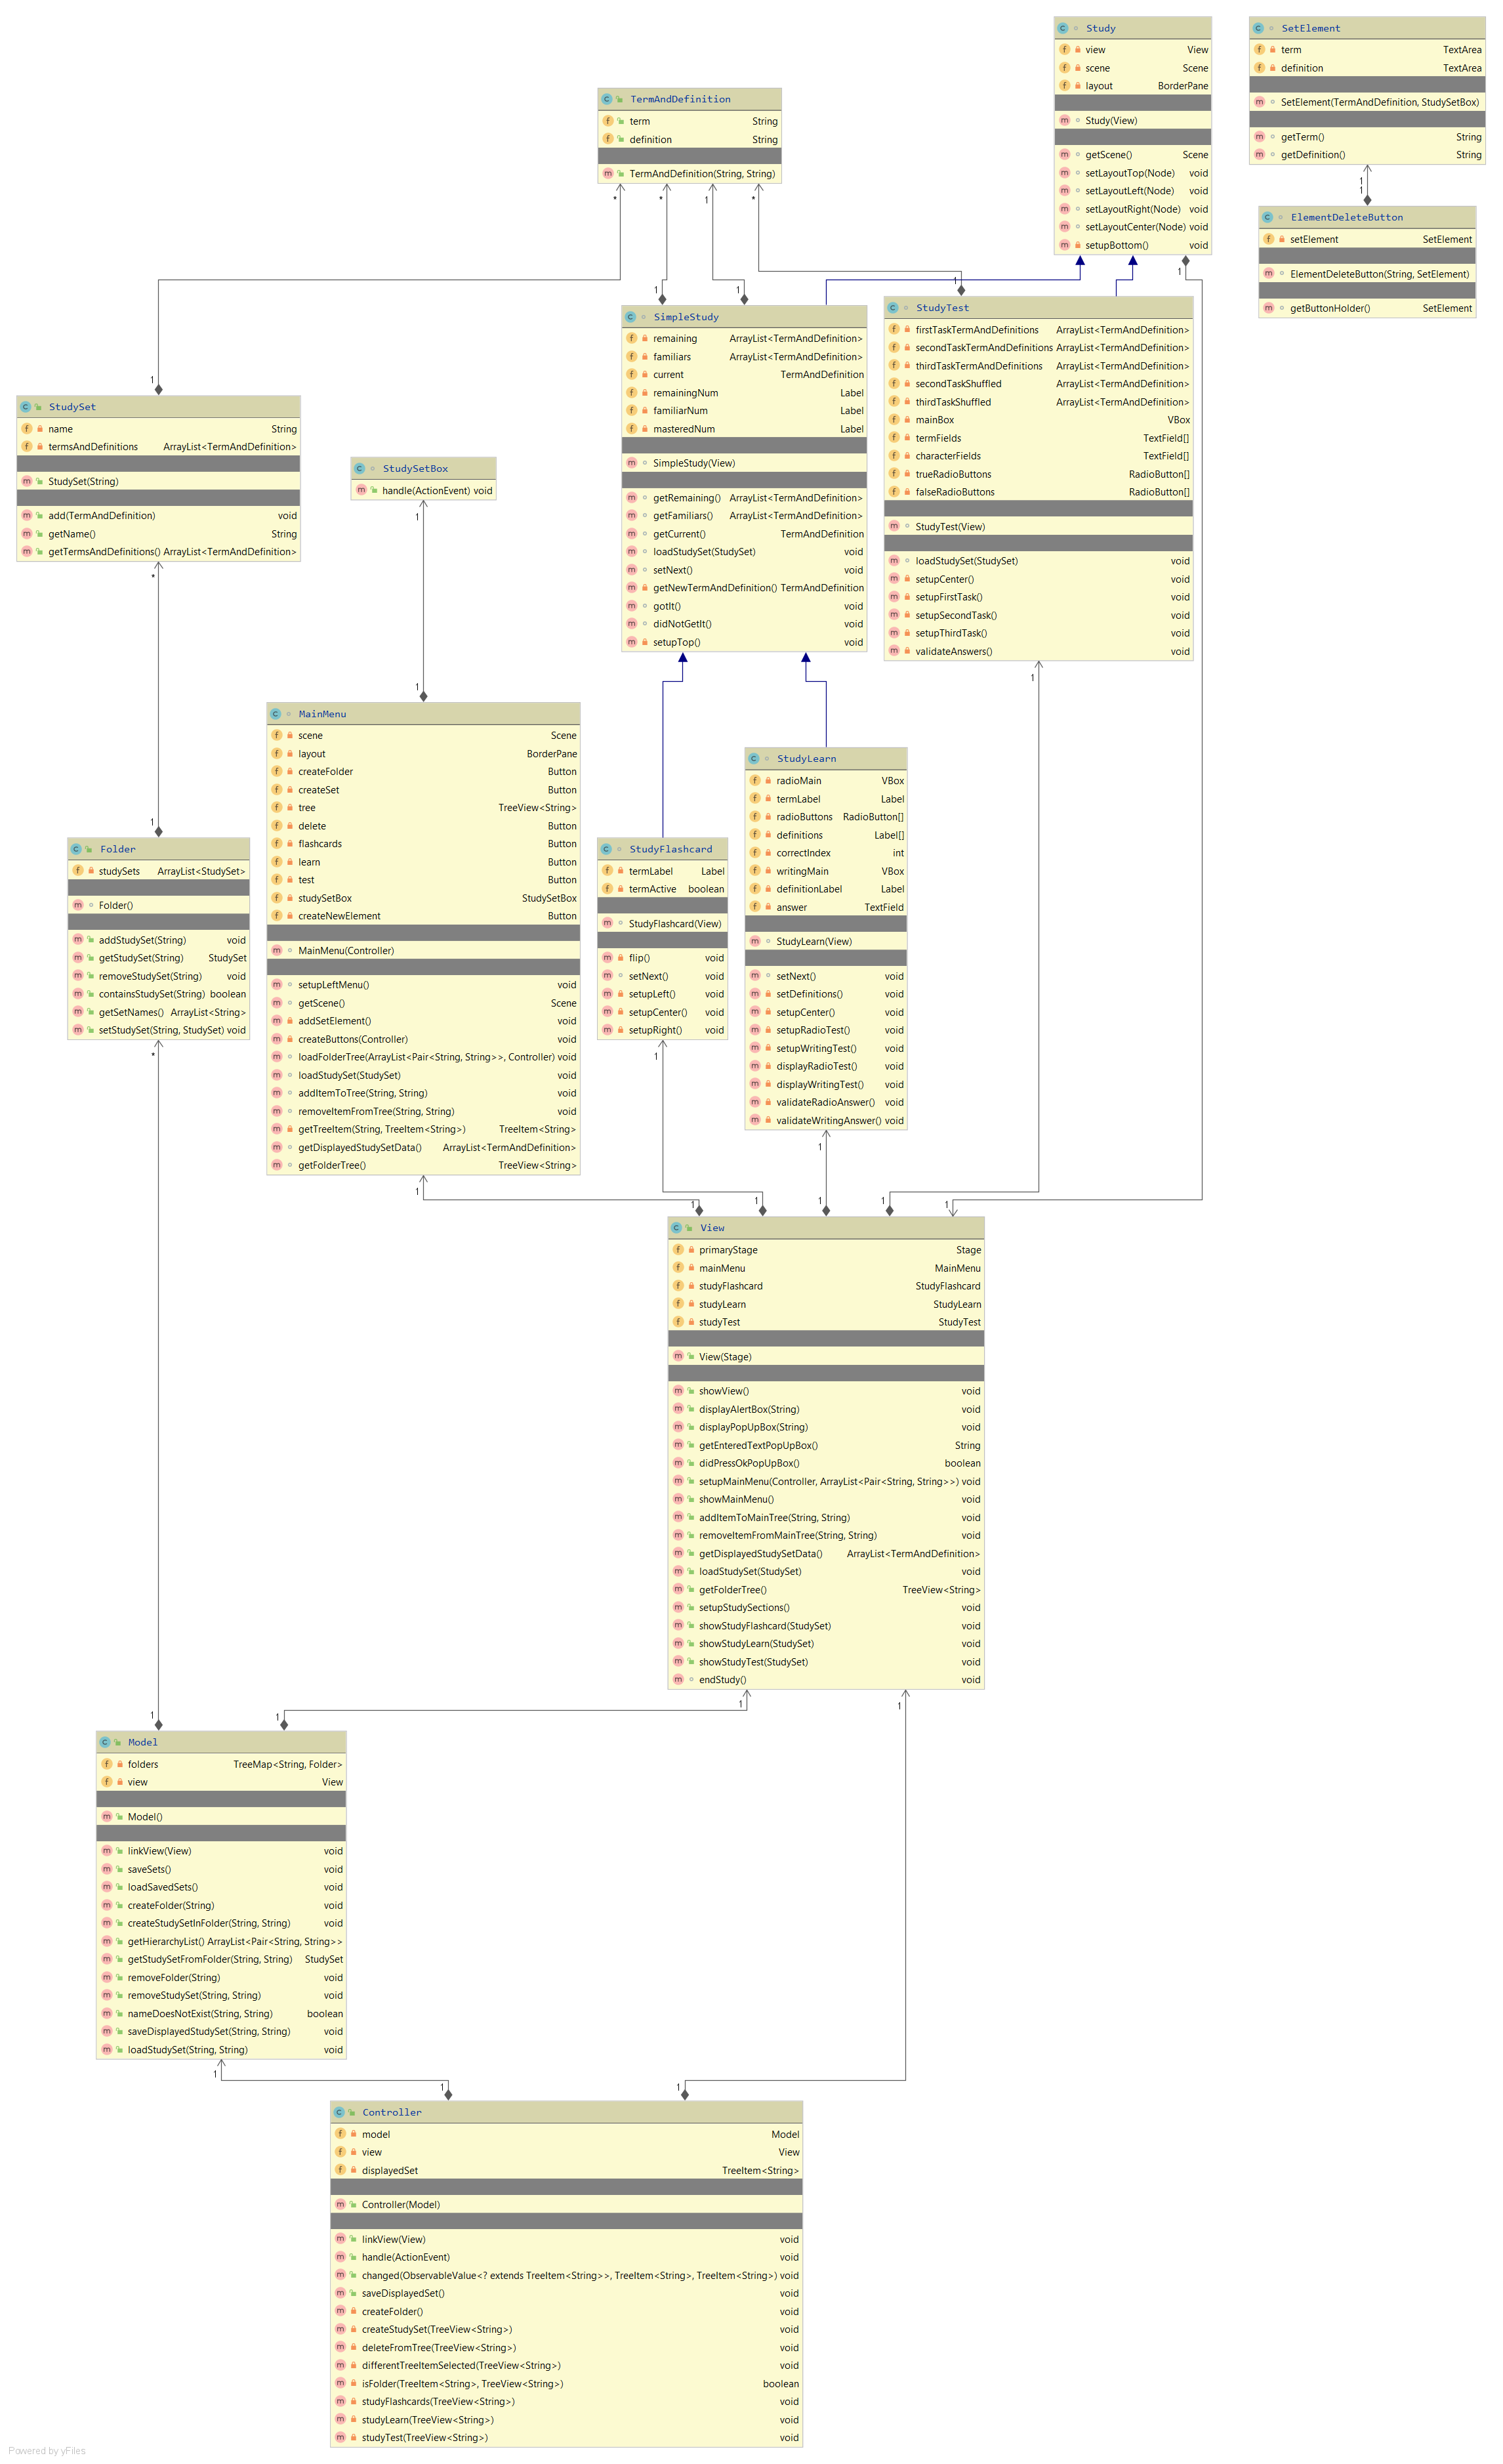 Study
view View
scene Scene
layout BorderPane
Study(View)
getScene() Scene
setLayoutTop(Node) void
setLayoutLeft(Node) void
setLayoutRight(Node) void
setLayoutCenter(Node) void
setupBottom() void
SetElement
term TextArea
definition TextArea
SetElement(TermAndDefinition, StudySetBox)
getTerm() String
getDefinition() String
ElementDeleteButton
setElement SetElement
ElementDeleteButton(String, SetElement)
getButtonHolder() SetElement
TermAndDefinition
term String
definition String
TermAndDefinition(String, String)
SimpleStudy
remaining ArrayList<TermAndDefinition>
familiars ArrayList<TermAndDefinition>
current TermAndDefinition
remainingNum Label
familiarNum Label
masteredNum Label
SimpleStudy(View)
getRemaining() ArrayList<TermAndDefinition>
getFamiliars() ArrayList<TermAndDefinition>
getCurrent() TermAndDefinition
loadStudySet(StudySet) void
setNext() void
getNewTermAndDefinition() TermAndDefinition
gotIt() void
didNotGetIt() void
setupTop() void
StudyTest
firstTaskTermAndDefinitions ArrayList<TermAndDefinition>
secondTaskTermAndDefinitions ArrayList<TermAndDefinition>
thirdTaskTermAndDefinitions ArrayList<TermAndDefinition>
secondTaskShuffled ArrayList<TermAndDefinition>
thirdTaskShuffled ArrayList<TermAndDefinition>
mainBox VBox
termFields TextField[]
characterFields TextField[]
trueRadioButtons RadioButton[]
falseRadioButtons RadioButton[]
StudyTest(View)
loadStudySet(StudySet) void
setupCenter() void
setupFirstTask() void
setupSecondTask() void
setupThirdTask() void
validateAnswers() void
StudySet
name String
termsAndDefinitions ArrayList<TermAndDefinition>
StudySet(String)
add(TermAndDefinition) void
getName() String
getTermsAndDefinitions() ArrayList<TermAndDefinition>
StudySetBox
handle(ActionEvent) void
MainMenu
scene Scene
layout BorderPane
createFolder Button
createSet Button
tree TreeView<String>
delete Button
flashcards Button
learn Button
test Button
studySetBox StudySetBox
createNewElement Button
MainMenu(Controller)
setupLeftMenu() void
getScene() Scene
addSetElement() void
createButtons(Controller) void
loadFolderTree(ArrayList<Pair<String, String>>, Controller) void
loadStudySet(StudySet) void
addItemToTree(String, String) void
removeItemFromTree(String, String) void
getTreeItem(String, TreeItem<String>) TreeItem<String>
getDisplayedStudySetData() ArrayList<TermAndDefinition>
getFolderTree() TreeView<String>
Folder
studySets ArrayList<StudySet>
Folder()
addStudySet(String) void
getStudySet(String) StudySet
removeStudySet(String) void
containsStudySet(String) boolean
getSetNames() ArrayList<String>
setStudySet(String, StudySet) void
StudyFlashcard
termLabel Label
termActive boolean
StudyFlashcard(View)
flip() void
setNext() void
setupLeft() void
setupCenter() void
setupRight() void
StudyLearn
radioMain VBox
termLabel Label
radioButtons RadioButton[]
definitions Label[]
correctIndex int
writingMain VBox
definitionLabel Label
answer TextField
StudyLearn(View)
setNext() void
setDefinitions() void
setupCenter() void
setupRadioTest() void
setupWritingTest() void
displayRadioTest() void
displayWritingTest() void
validateRadioAnswer() void
validateWritingAnswer() void
View
primaryStage Stage
mainMenu MainMenu
studyFlashcard StudyFlashcard
studyLearn StudyLearn
studyTest StudyTest
View(Stage)
showView() void
displayAlertBox(String) void
displayPopUpBox(String) void
getEnteredTextPopUpBox() String
didPressOkPopUpBox() boolean
setupMainMenu(Controller, ArrayList<Pair<String, String>>) void
showMainMenu() void
addItemToMainTree(String, String) void
removeItemFromMainTree(String, String) void
getDisplayedStudySetData() ArrayList<TermAndDefinition>
loadStudySet(StudySet) void
getFolderTree() TreeView<String>
setupStudySections() void
showStudyFlashcard(StudySet) void
showStudyLearn(StudySet) void
showStudyTest(StudySet) void
endStudy() void
Model
folders TreeMap<String, Folder>
view View
Model()
linkView(View) void
saveSets() void
loadSavedSets() void
createFolder(String) void
createStudySetInFolder(String, String) void
getHierarchyList() ArrayList<Pair<String, String>>
getStudySetFromFolder(String, String) StudySet
removeFolder(String) void
removeStudySet(String, String) void
nameDoesNotExist(String, String) boolean
saveDisplayedStudySet(String, String) void
loadStudySet(String, String) void
Controller
model Model
view View
displayedSet TreeItem<String>
Controller(Model)
linkView(View) void
handle(ActionEvent) void
changed(ObservableValue<? extends TreeItem<String>>, TreeItem<String>, TreeItem<String>) void
saveDisplayedSet() void
createFolder() void
createStudySet(TreeView<String>) void
deleteFromTree(TreeView<String>) void
differentTreeItemSelected(TreeView<String>) void
isFolder(TreeItem<String>, TreeView<String>) boolean
studyFlashcards(TreeView<String>) void
studyLearn(TreeView<String>) void
studyTest(TreeView<String>) void
Powered by yFiles